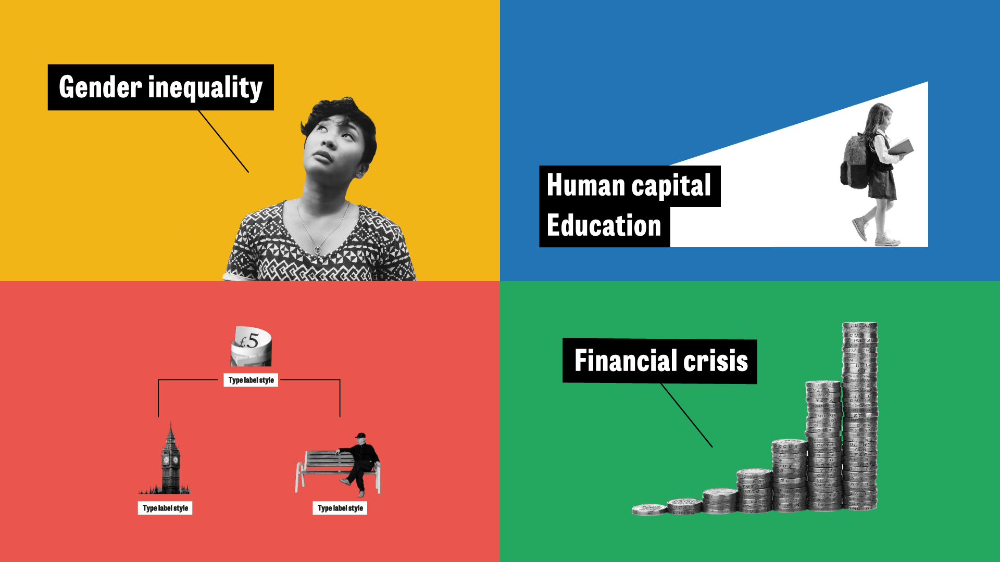 Gender inequality
Human capital
Education
£5
Type label style
Type label style
Type label style
Financial crisis